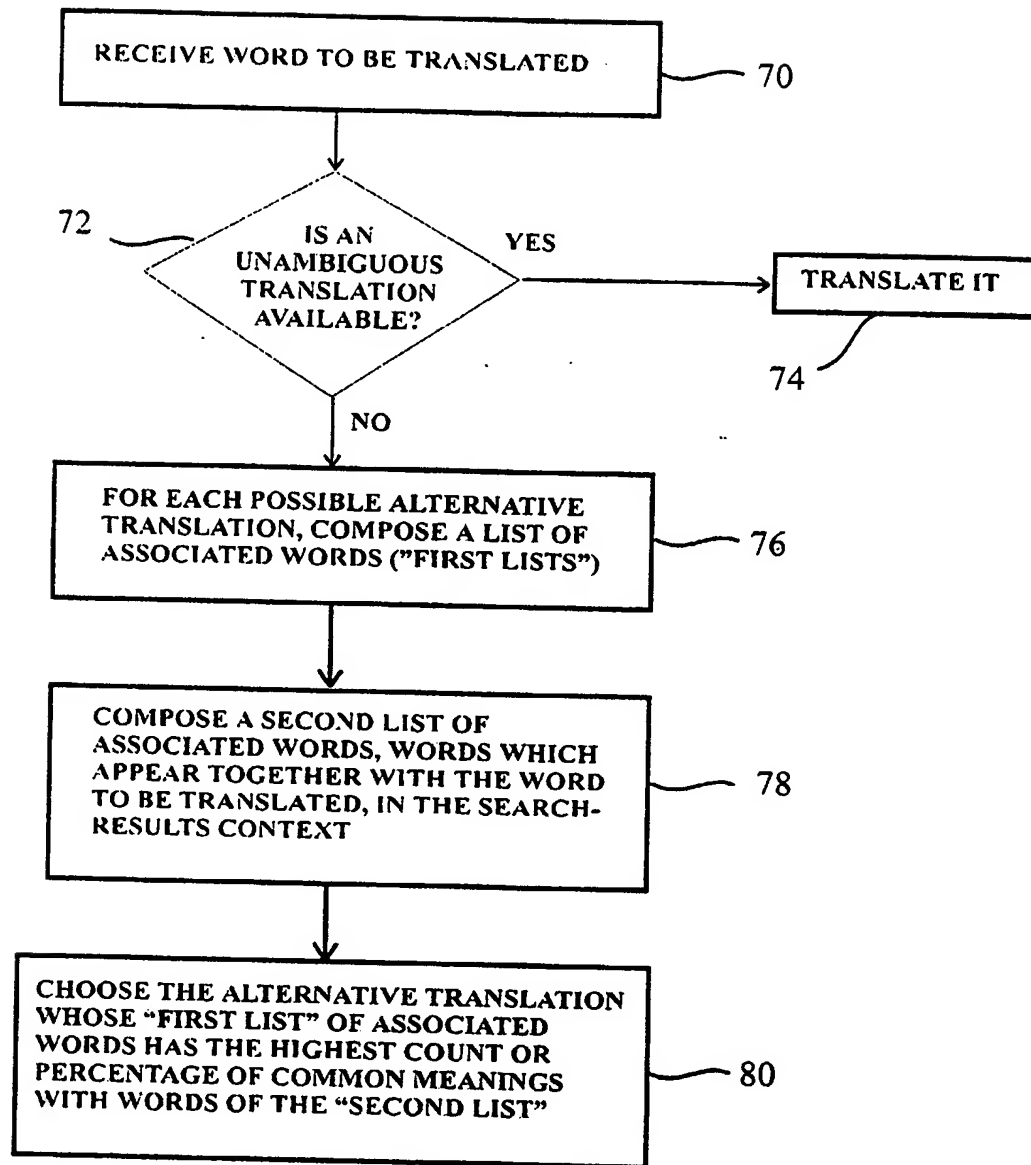 RECEIVE WORD TO BE TRANSLATED
70
72
IS AN
UNAMBIGUOUS
TRANSLATION
AVAILABLE?
YES
TRANSLATE IT
74
NO
FOR EACH POSSIBLE ALTERNATIVE
TRANSLATION, COMPOSE A LIST OF
ASSOCIATED WORDS ("FIRST LISTS")
76
COMPOSE A SECOND LIST OF
ASSOCIATED WORDS, WORDS WHICH
APPEAR TOGETHER WITH THE WORD
TO BE TRANSLATED, IN THE SEARCH-
RESULTS CONTEXT
78
CHOOSE THE ALTERNATIVE TRANSLATION
WHOSE “FIRST LIST” OF ASSOCIATED
WORDS HAS THE HIGHEST COUNT OR
PERCENTAGE OF COMMON MEANINGS
WITH WORDS OF THE “SECOND LIST”
80